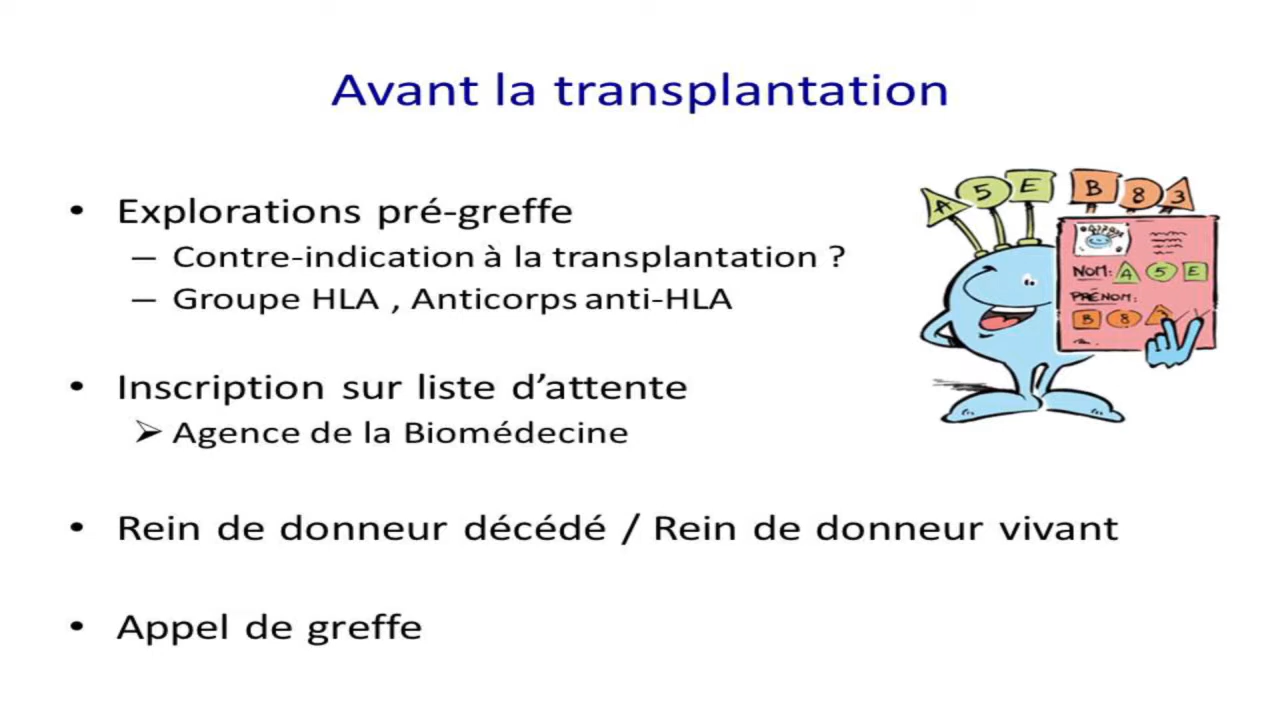 Avant la transplantation
• Explorations pré-greffe
– Contre-indication à la transplantation ?
– Groupe HLA , Anticorps anti-HLA
A 5 E B 8 3
NOM: A 5 E
PRÉNOM:
B 8
• Inscription sur liste d’attente
➢ Agence de la Biomédecine
• Rein de donneur décédé / Rein de donneur vivant
• Appel de greffe